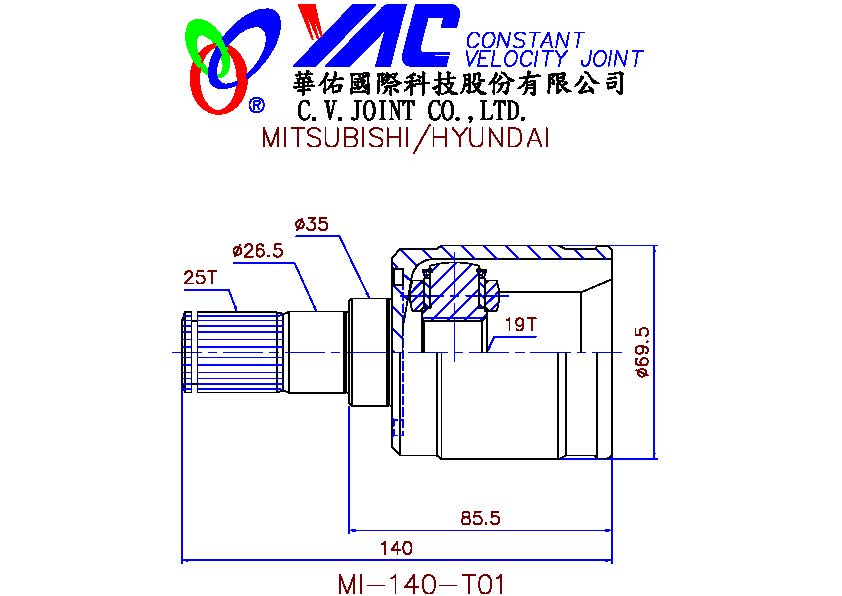 YAC CONSTANT
VELOCITY JOINT
華佑國際科技股份有限公司
®
C.V.JOINT CO.,LTD.
MITSUBISHI/HYUNDAI
ø35
ø26.5
25T
19T
ø69.5
85.5
140
MI-140-T01